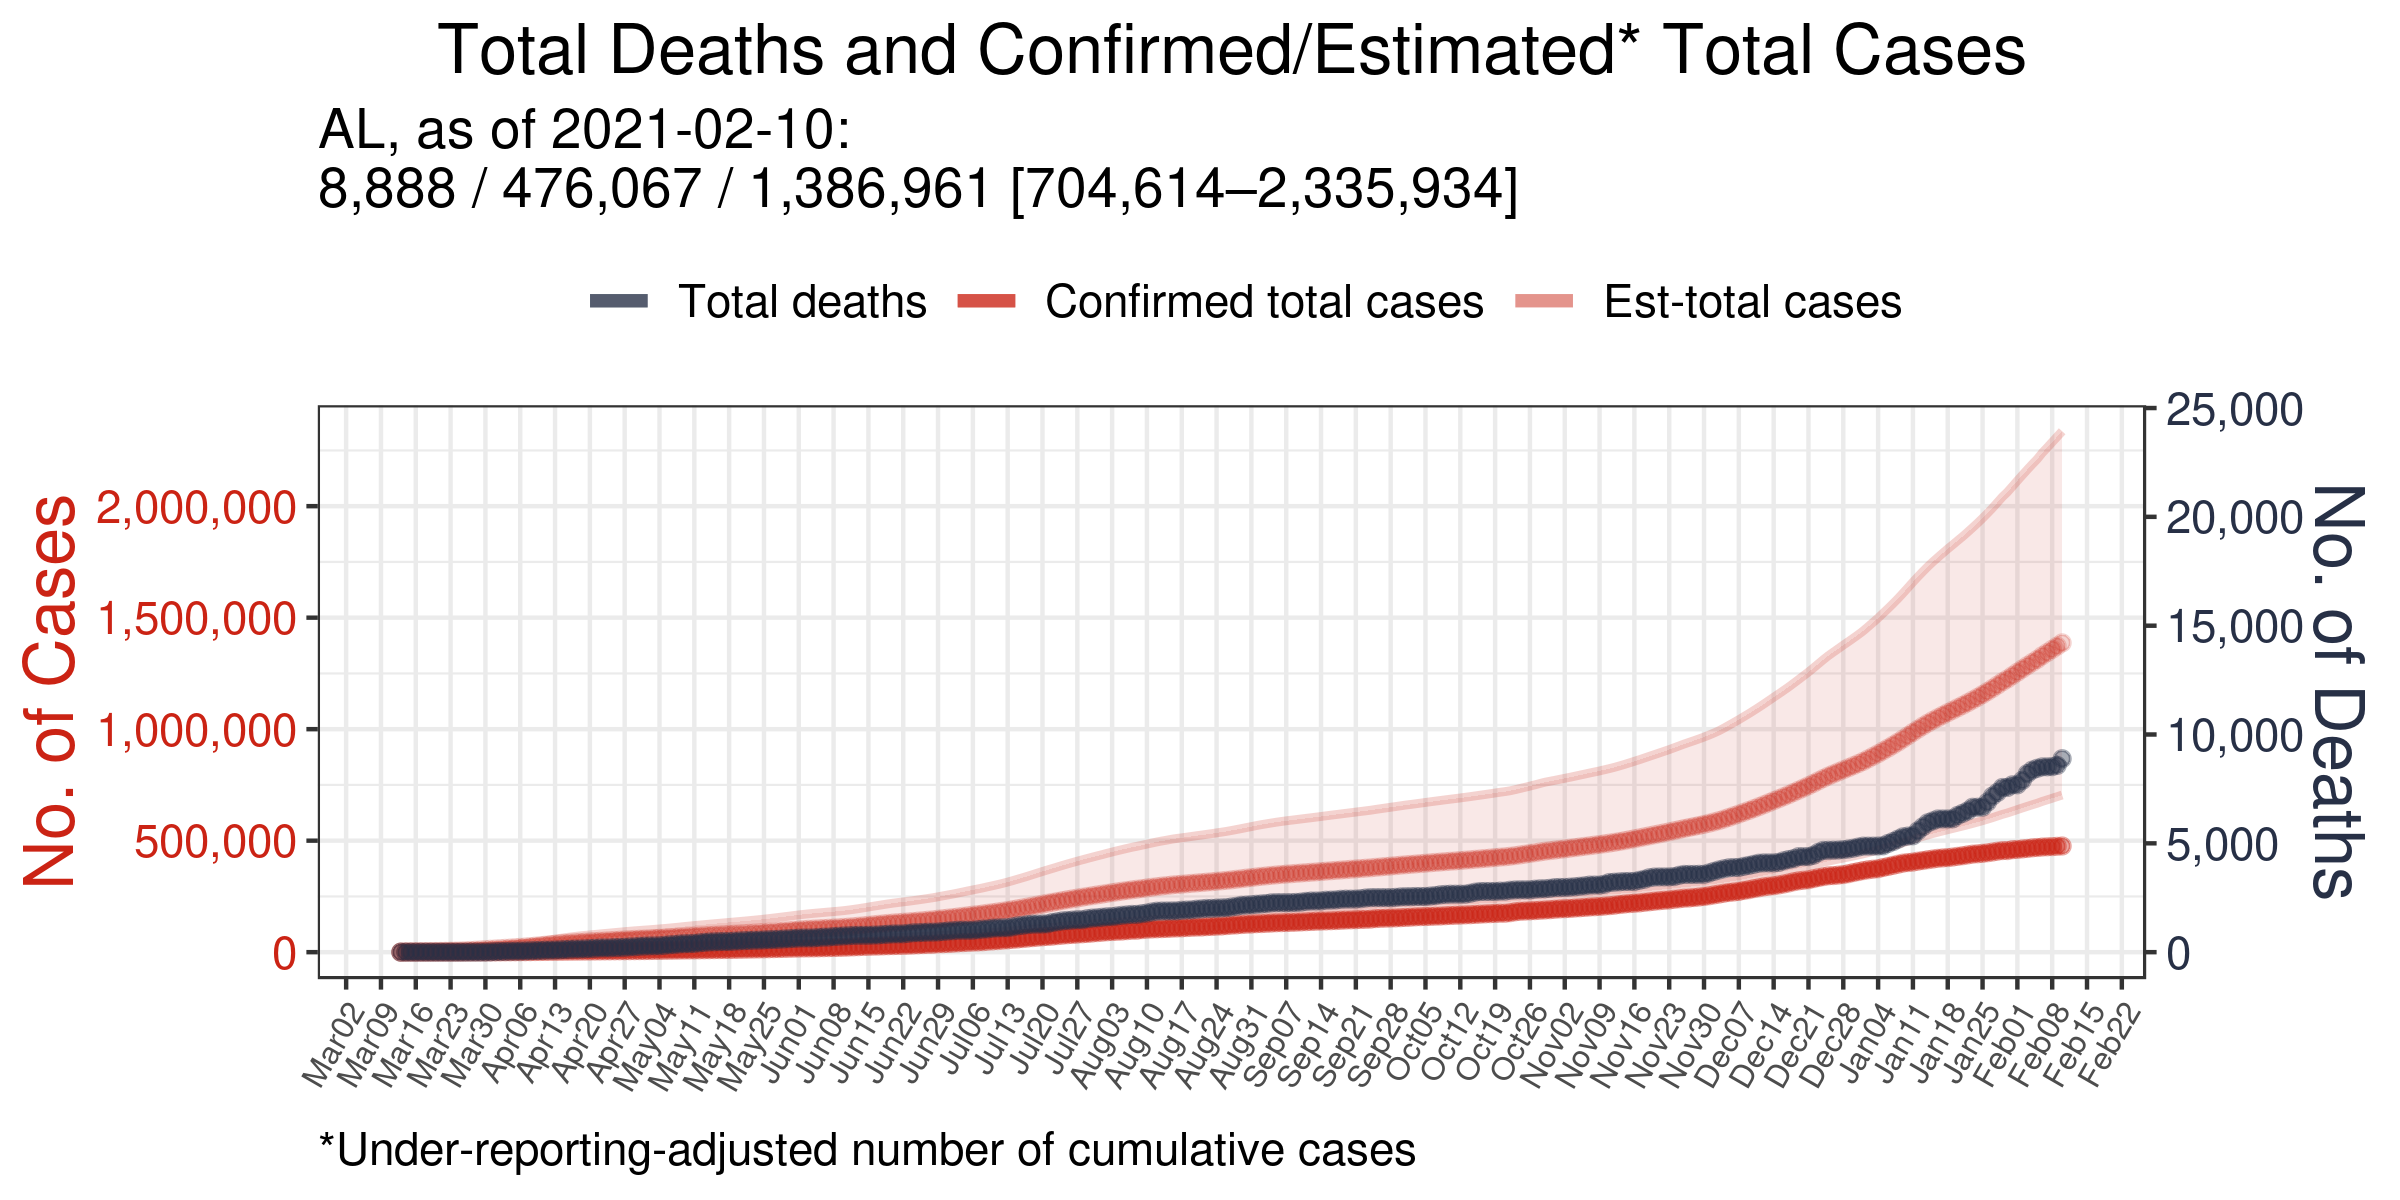 Total Deaths and Confirmed/Estimated* Total Cases
AL, as of 2021-02-10:
8,888 / 476,067 / 1,386,961 [704,614–2,335,934]
Total deaths
Confirmed total cases
Est-total cases
No. of Cases
2,000,000
1,500,000
1,000,000
500,000
0
25,000
20,000
15,000
10,000
5,000
0
No. of Deaths
Mar02
Mar09
Mar16
Mar23
Mar30
Apr06
Apr13
Apr20
Apr27
May04
May11
May18
May25
Jun01
Jun08
Jun15
Jun22
Jun29
Jul06
Jul13
Jul20
Jul27
Aug03
Aug10
Aug17
Aug24
Aug31
Sep07
Sep14
Sep21
Sep28
Oct05
Oct12
Oct19
Oct26
Nov02
Nov09
Nov16
Nov23
Nov30
Dec07
Dec14
Dec21
Dec28
Jan04
Jan11
Jan18
Jan25
Feb01
Feb08
Feb15
Feb22
*Under-reporting-adjusted number of cumulative cases